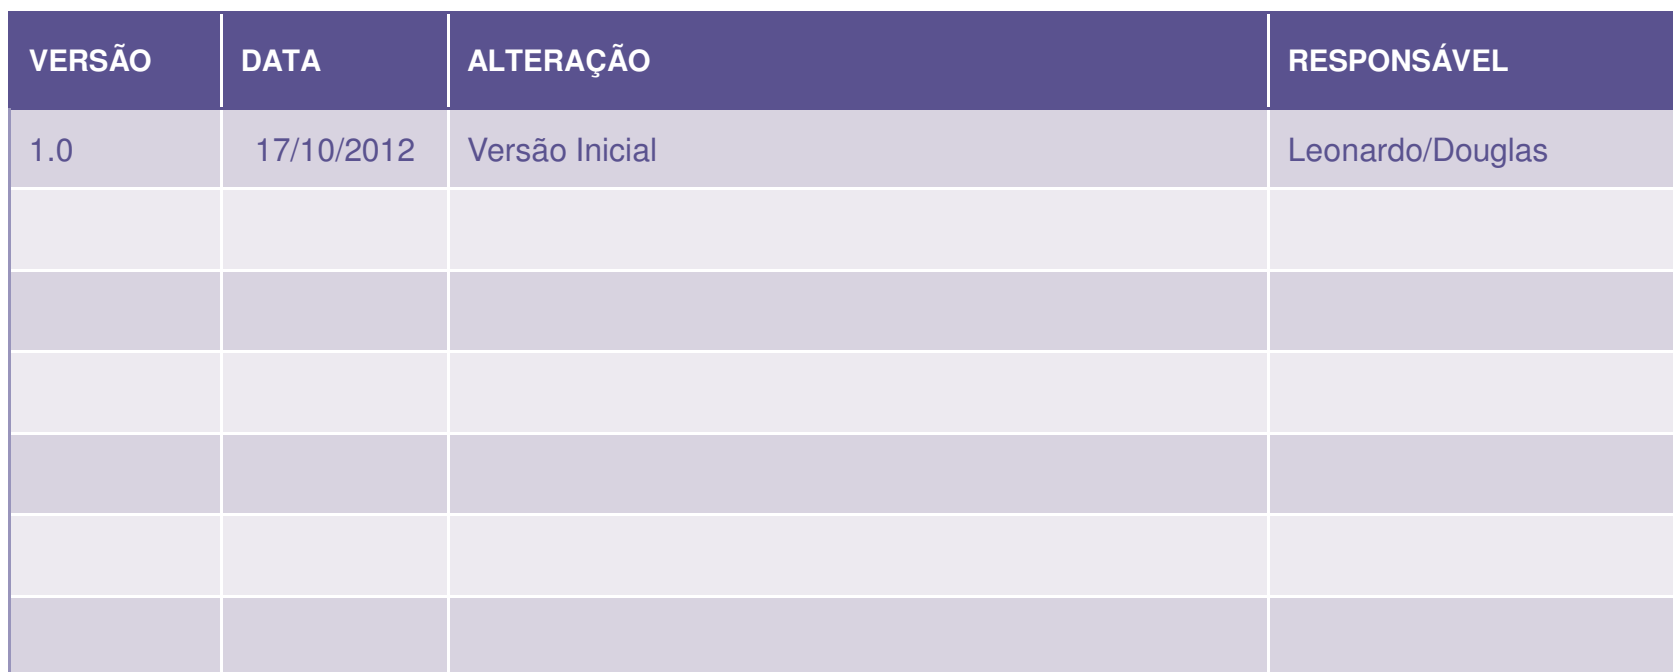 VERSÃO DATA ALTERAÇÃO RESPONSÁVEL
1.0 17/10/2012 Versão Inicial Leonardo/Douglas